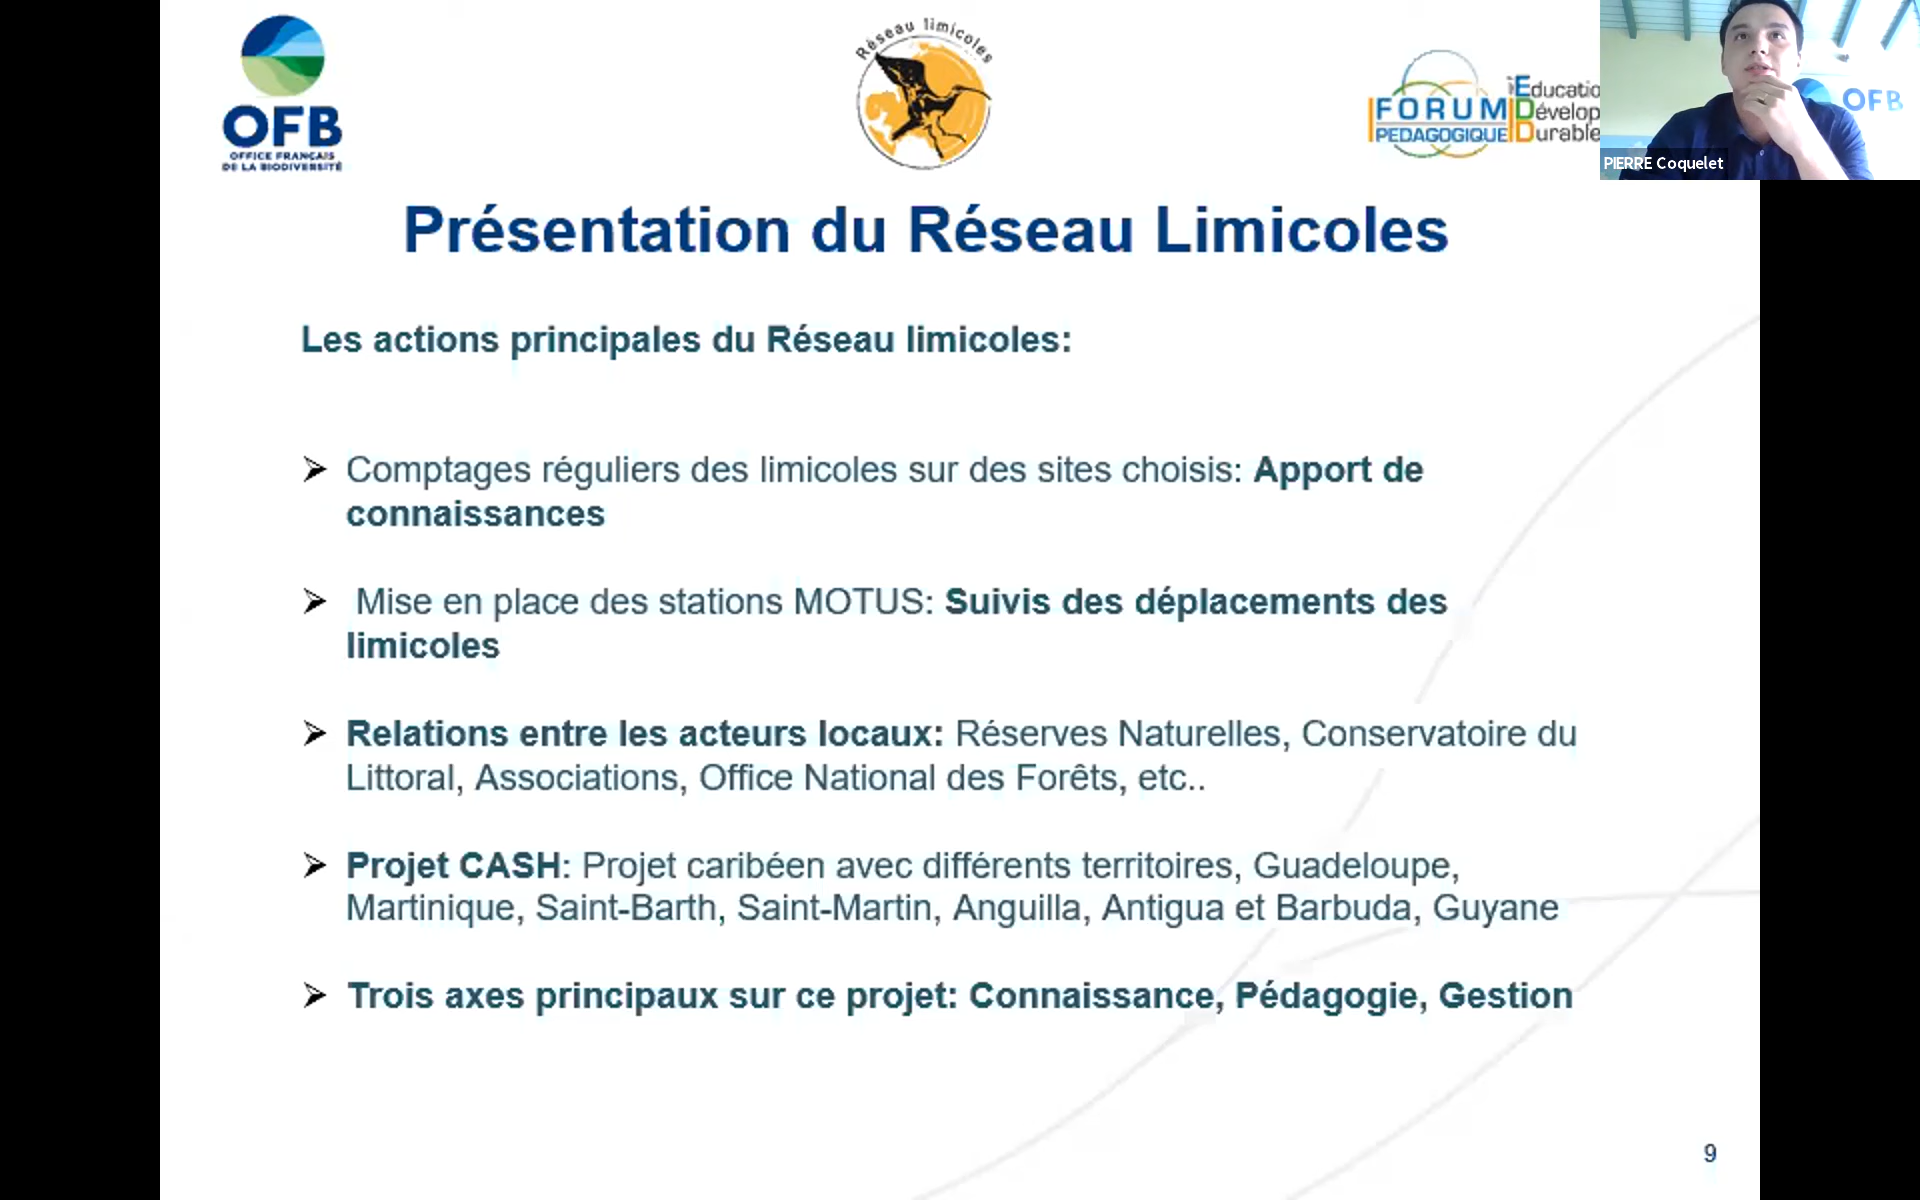 OFB
OFFICE FRANÇAIS
DE LA BIODIVERSITÉ
Réseau limicoles
FORUM
PEDAGOGIQUE
Educatio
Dévelop
Durable
OFB
PIERRE Coquelet
Présentation du Réseau Limicoles
Les actions principales du Réseau limicoles:
➢ Comptages réguliers des limicoles sur des sites choisis: Apport de
connaissances
➢ Mise en place des stations MOTUS: Suivis des déplacements des
limicoles
➢ Relations entre les acteurs locaux: Réserves Naturelles, Conservatoire du
Littoral, Associations, Office National des Forêts, etc..
➢ Projet CASH: Projet caribéen avec différents territoires, Guadeloupe,
Martinique, Saint-Barth, Saint-Martin, Anguilla, Antigua et Barbuda, Guyane
➢ Trois axes principaux sur ce projet: Connaissance, Pédagogie, Gestion
9